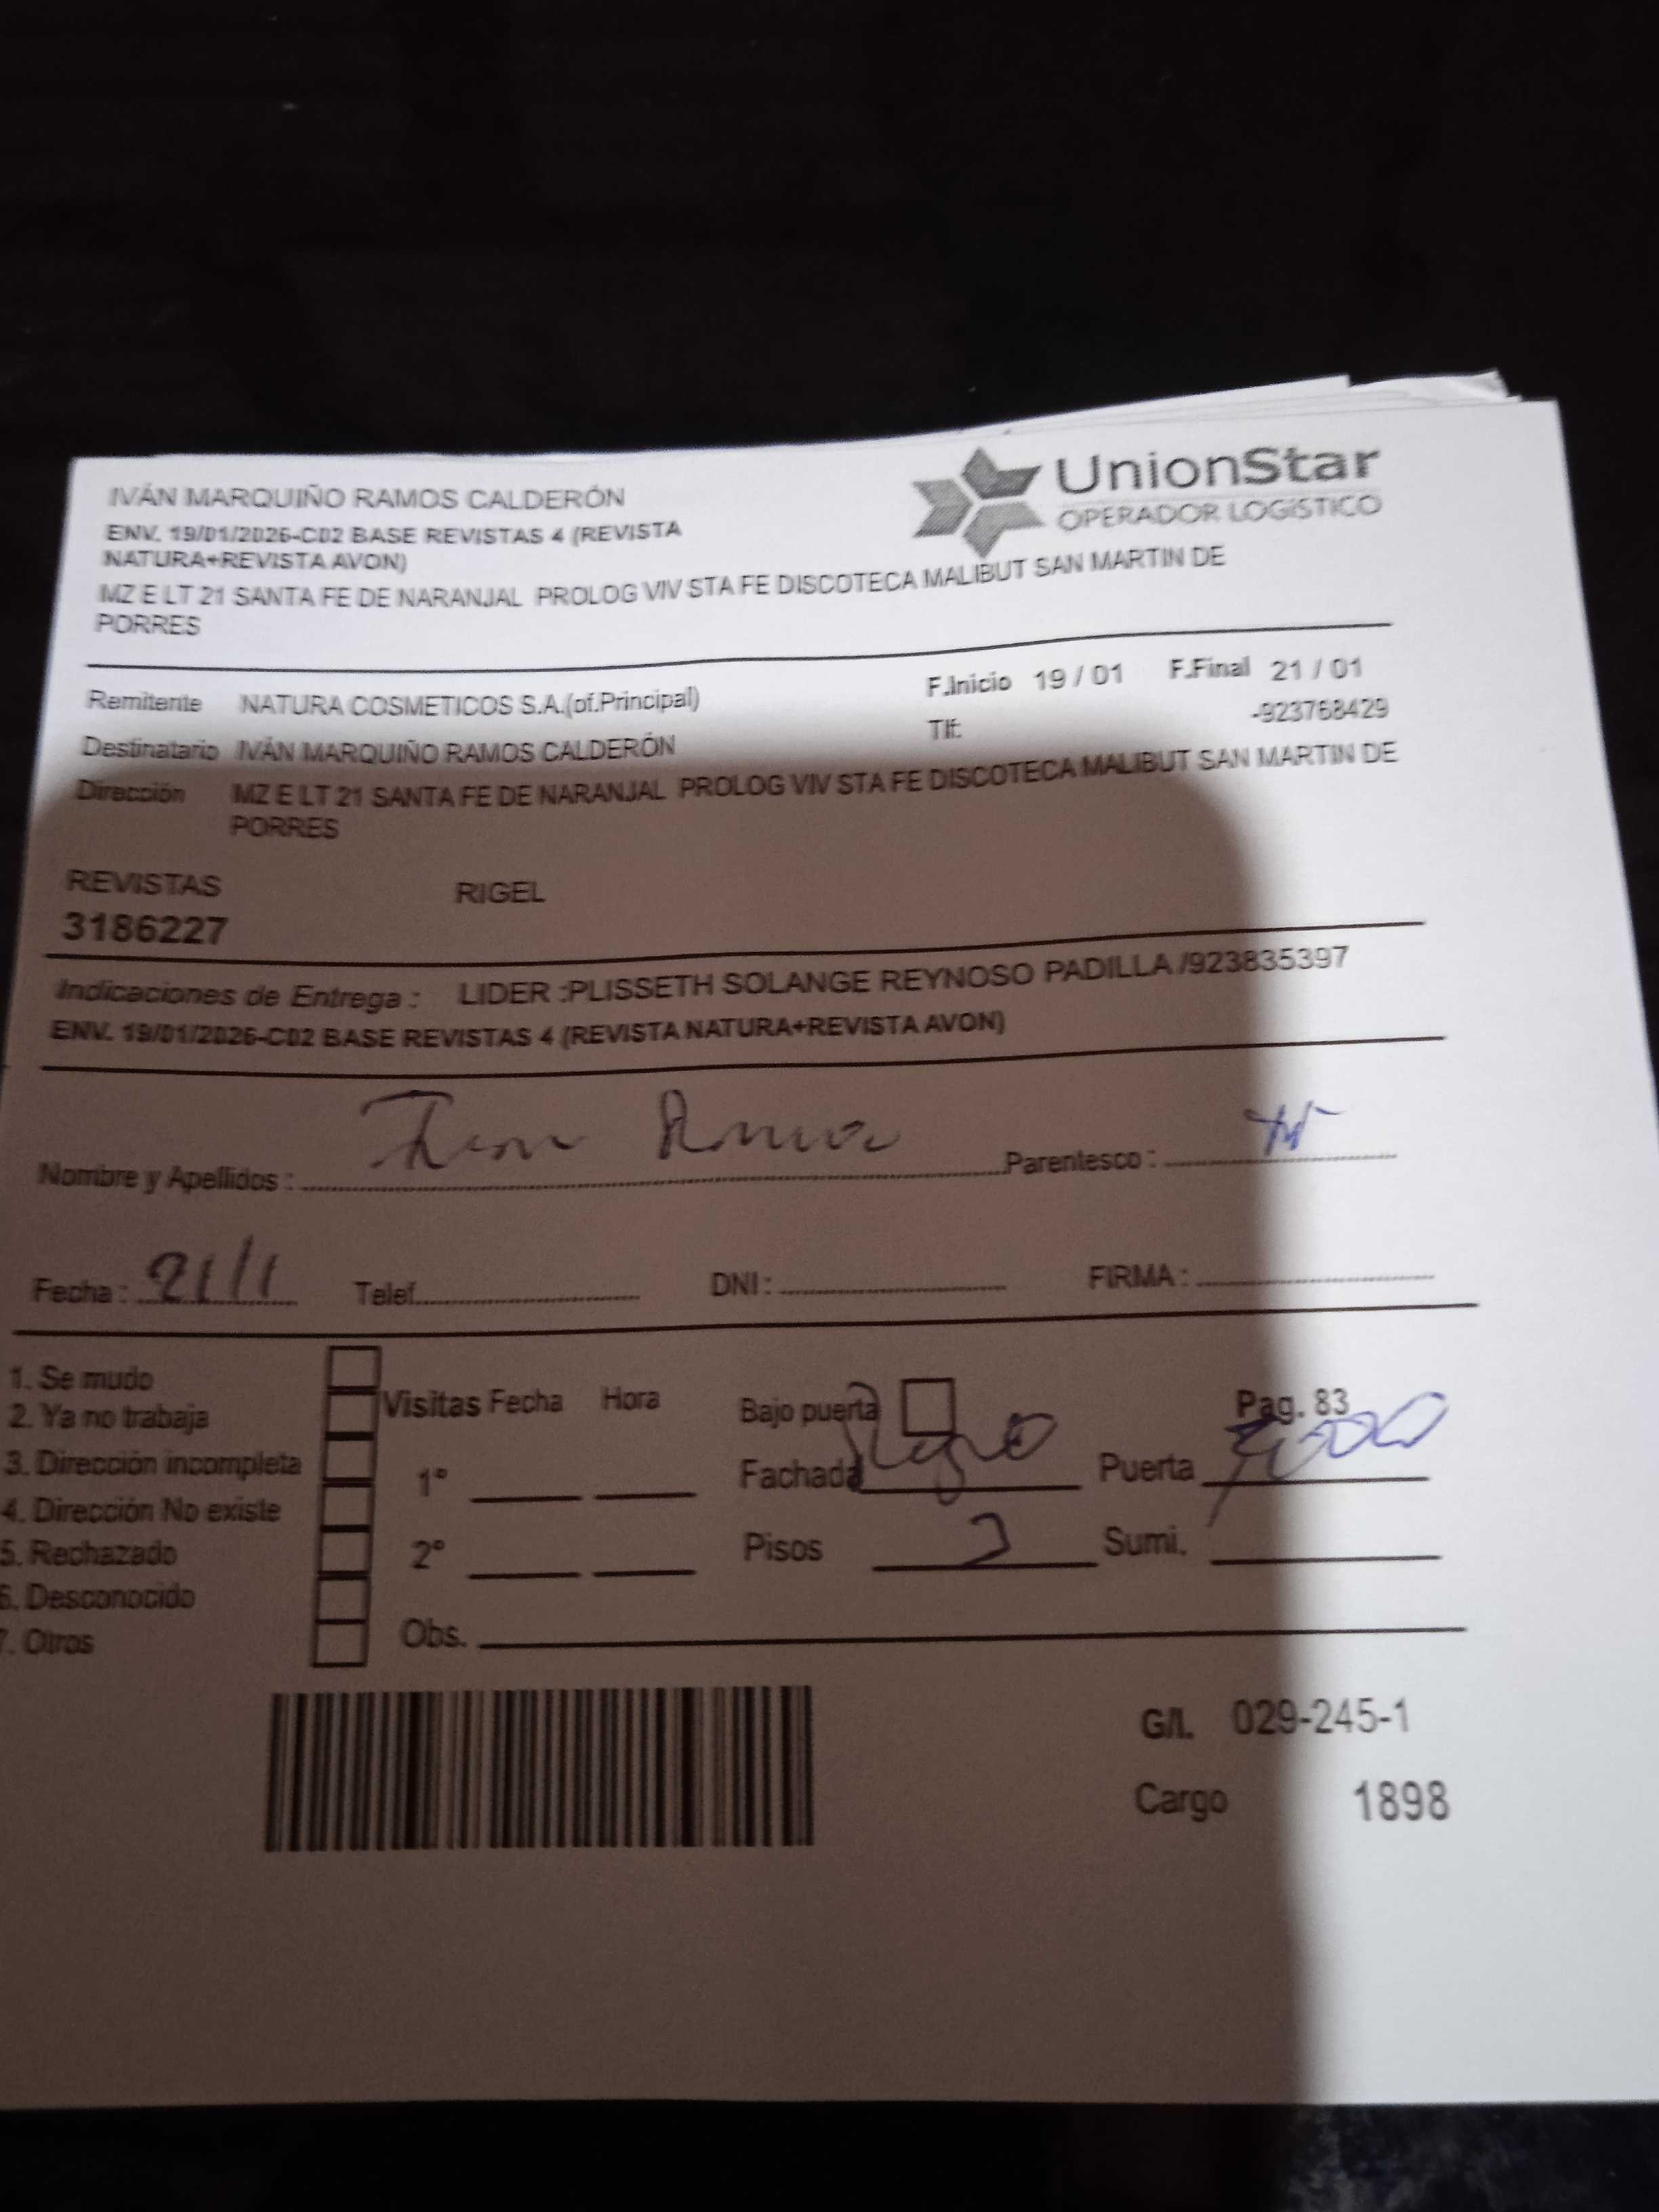 IVÁN MARQUIÑO RAMOS CALDERÓN
UnionStar
OPERADOR LOGÍSTICO
ENV. 19/01/2026-C02 BASE REVISTAS 4 (REVISTA
NATURA+REVISTA AVON)
MZ E LT 21 SANTA FE DE NARANJAL PROLOG VIV STA FE DISCOTECA MALIBUT SAN MARTIN DE
PORRES
Remitente NATURA COSMETICOS S.A.(of.Principal) F.Inicio 19 / 01 F.Final 21 / 01
Destinatario IVÁN MARQUIÑO RAMOS CALDERÓN Tlf: -923768429
Dirección MZ E LT 21 SANTA FE DE NARANJAL PROLOG VIV STA FE DISCOTECA MALIBUT SAN MARTIN DE
PORRES
REVISTAS RIGEL
3186227
Indicaciones de Entrega : LIDER :PLISSETH SOLANGE REYNOSO PADILLA /923835397
ENV. 19/01/2026-C02 BASE REVISTAS 4 (REVISTA NATURA+REVISTA AVON)
Nombre y Apellidos : Parentesco :
Fecha : 21/1 Telef. DNI : FIRMA :
1. Se mudo
2. Ya no trabaja
3. Dirección incompleta
4. Dirección No existe
5. Rechazado
6. Desconocido
7. Otros
Visitas Fecha Hora
1°
2°
Obs.
Bajo puerta Pag. 83
Fachada Puerta
Pisos Sumi.
G/L 029-245-1
Cargo 1898